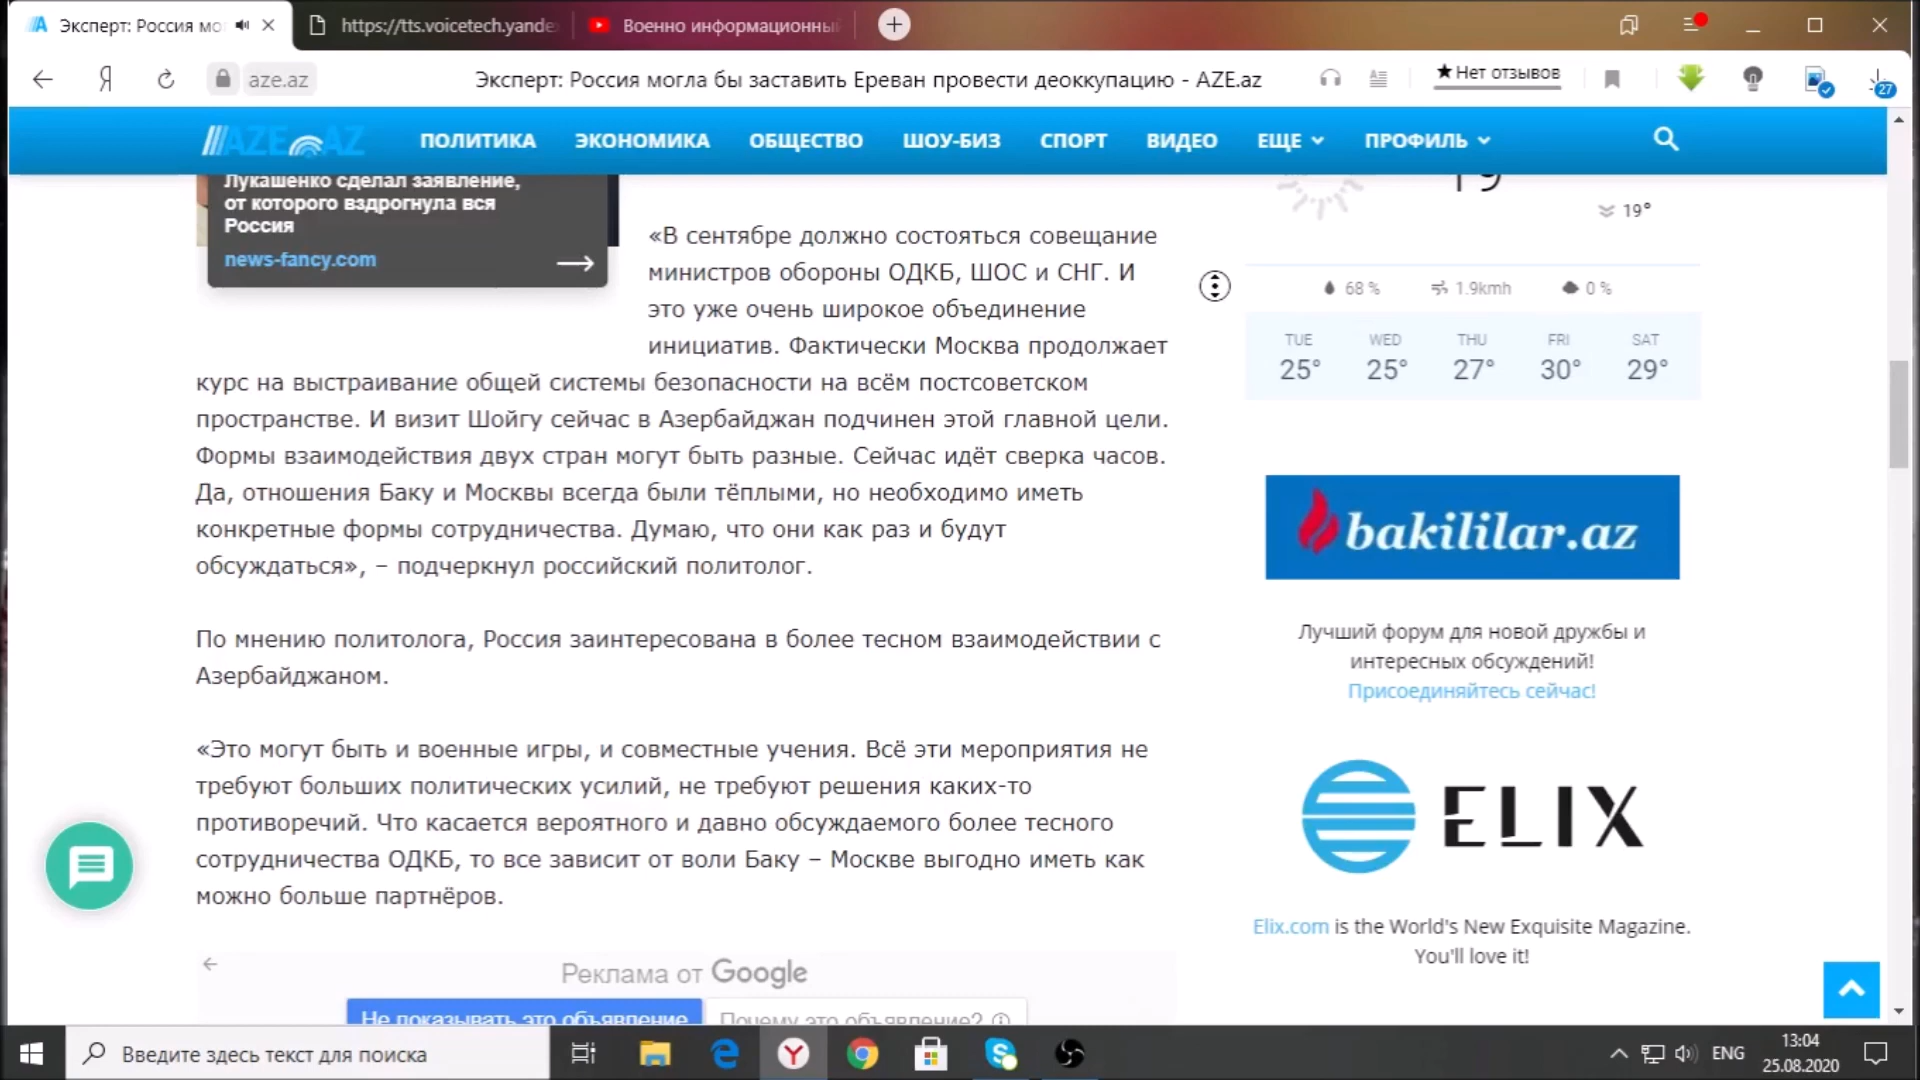 Эксперт: Россия мо
https://tts.voicetech.yande
Военно информационны
aze.az
Эксперт: Россия могла бы заставить Ереван провести деоккупацию - AZE.az
★Нет отзывов
27
AZE.AZ
ПОЛИТИКА ЭКОНОМИКА ОБЩЕСТВО ШОУ-БИЗ СПОРТ ВИДЕО ЕЩЕ ПРОФИЛЬ
Лукашенко сделал заявление,
от которого вздрогнула вся
Россия
news-fancy.com
«В сентябре должно состояться совещание
министров обороны ОДКБ, ШОС и СНГ. И
это уже очень широкое объединение
инициатив. Фактически Москва продолжает
курс на выстраивание общей системы безопасности на всём постсоветском
пространстве. И визит Шойгу сейчас в Азербайджан подчинен этой главной цели.
Формы взаимодействия двух стран могут быть разные. Сейчас идёт сверка часов.
Да, отношения Баку и Москвы всегда были тёплыми, но необходимо иметь
конкретные формы сотрудничества. Думаю, что они как раз и будут
обсуждаться», – подчеркнул российский политолог.
По мнению политолога, Россия заинтересована в более тесном взаимодействии с
Азербайджаном.
«Это могут быть и военные игры, и совместные учения. Всё эти мероприятия не
требуют больших политических усилий, не требуют решения каких-то
противоречий. Что касается вероятного и давно обсуждаемого более тесного
сотрудничества ОДКБ, то все зависит от воли Баку – Москве выгодно иметь как
можно больше партнёров.
Реклама от Google
Не показывать это объявление
Почему это объявление?
19
19°
68 % 1.9kmh 0 %
TUE WED THU FRI SAT
25° 25° 27° 30° 29°
bakililar.az
Лучший форум для новой дружбы и
интересных обсуждений!
Присоединяйтесь сейчас!
ELIX
Elix.com is the World's New Exquisite Magazine.
You'll love it!
Введите здесь текст для поиска
ENG
13:04
25.08.2020